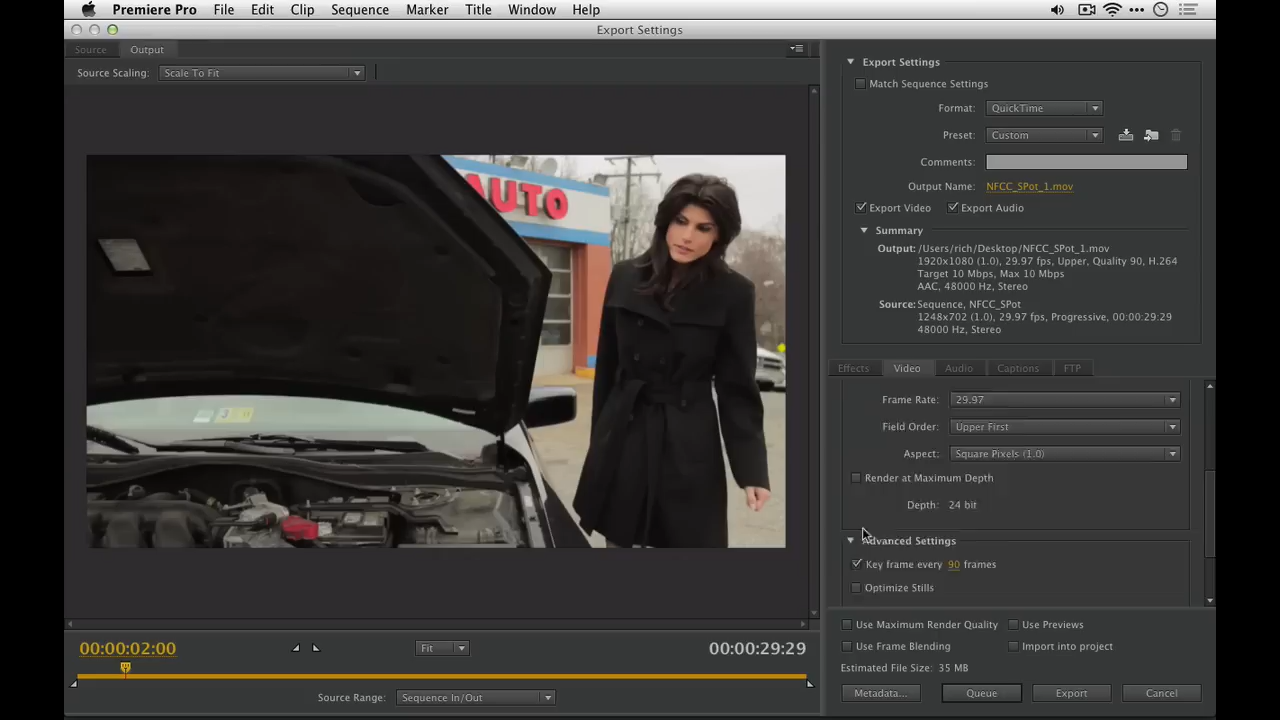 Premiere Pro File Edit Clip Sequence Marker Title Window Help
Export Settings
Source Output
Source Scaling: Scale To Fit
AUTO
00:00:02:00 Fit 00:00:29:29
Source Range: Sequence In/Out
Export Settings
Match Sequence Settings
Format: QuickTime
Preset: Custom
Comments:
Output Name: NFCC_SPot_1.mov
Export Video Export Audio
Summary
Output: /Users/rich/Desktop/NFCC_SPot_1.mov
1920x1080 (1.0), 29.97 fps, Upper, Quality 90, H.264
Target 10 Mbps, Max 10 Mbps
AAC, 48000 Hz, Stereo
Source: Sequence, NFCC_SPot
1248x702 (1.0), 29.97 fps, Progressive, 00:00:29:29
48000 Hz, Stereo
Effects Video Audio Captions FTP
Frame Rate: 29.97
Field Order: Upper First
Aspect: Square Pixels (1.0)
Render at Maximum Depth
Depth: 24 bit
Advanced Settings
Key frame every 90 frames
Optimize Stills
Use Maximum Render Quality Use Previews
Use Frame Blending Import into project
Estimated File Size: 35 MB
Metadata... Queue Export Cancel